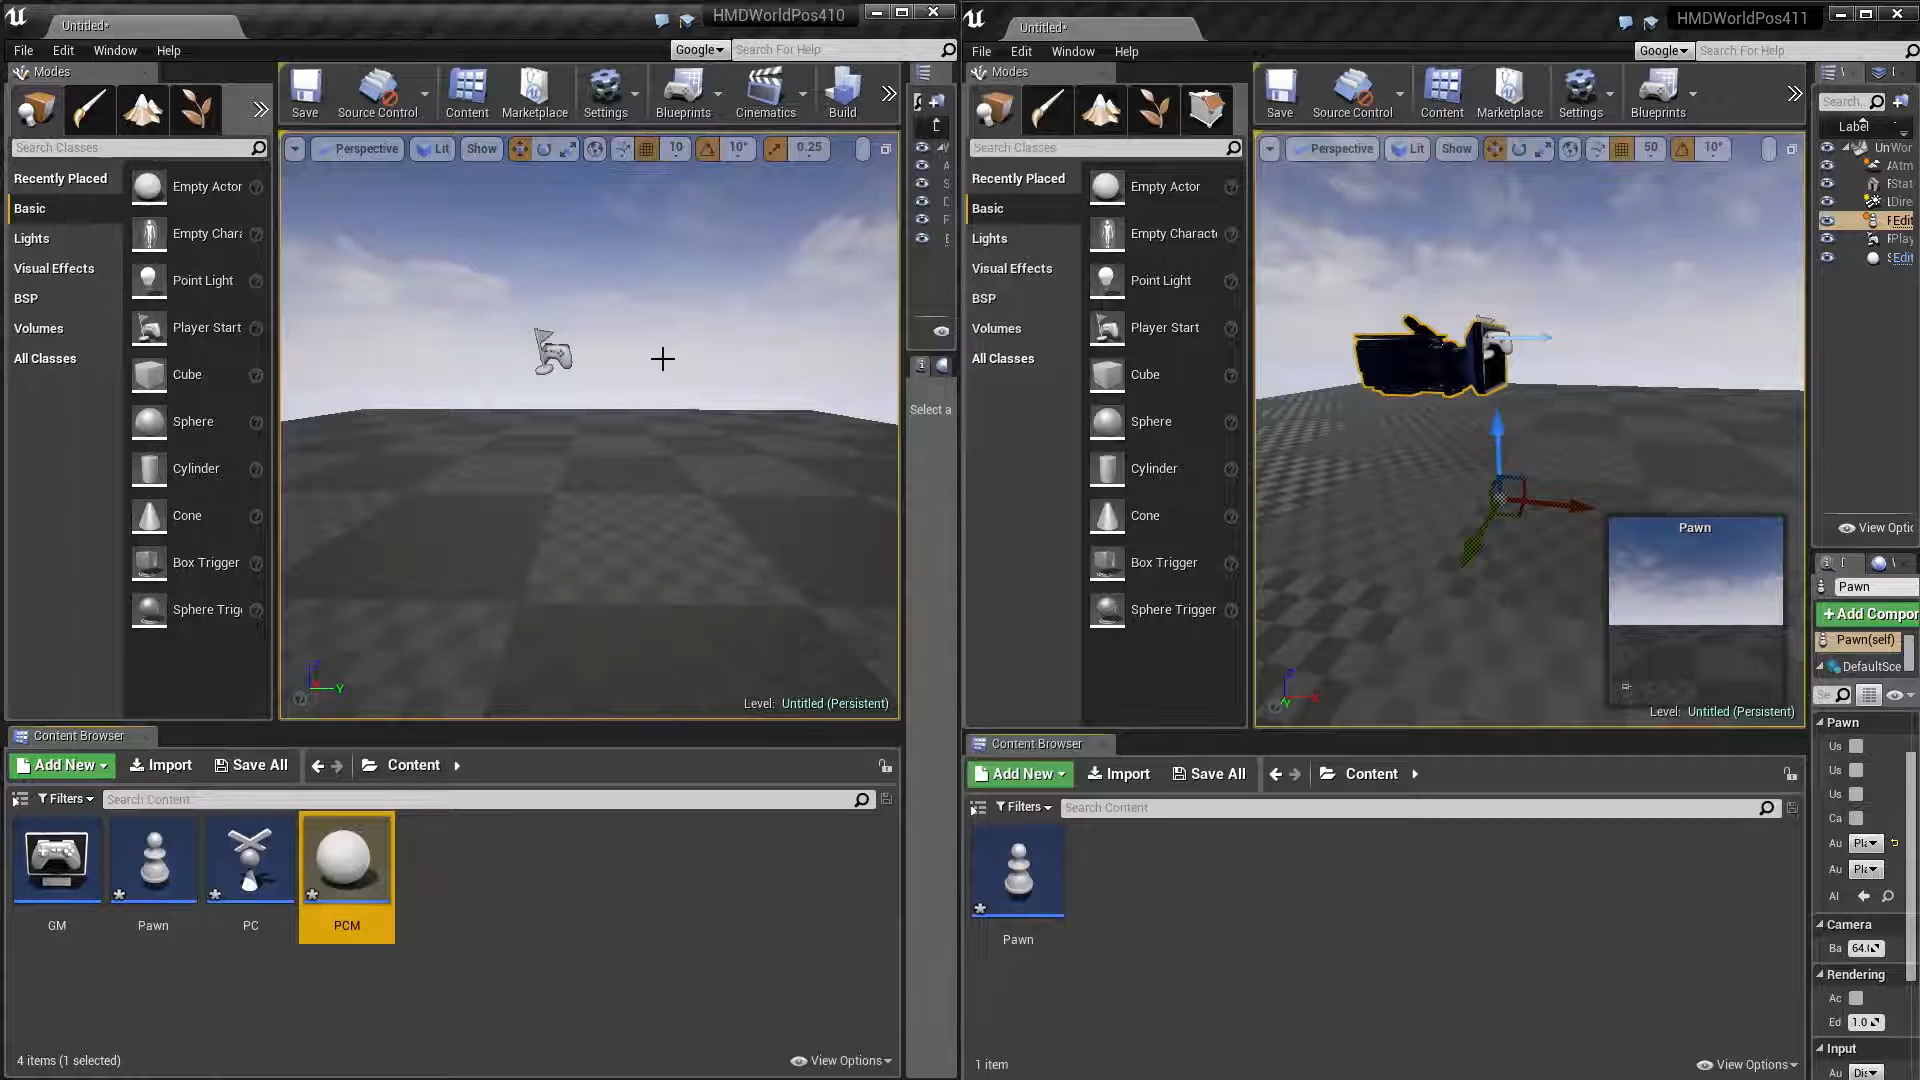 Untitled*
HMDWorldPos410
File Edit Window Help
Google
Search For Help
Modes
Save
Source Control
Content
Marketplace
Settings
Blueprints
Cinematics
Build
Search Classes
Recently Placed
Basic
Lights
Visual Effects
BSP
Volumes
All Classes
Empty Actor
Empty Chara
Point Light
Player Start
Cube
Sphere
Cylinder
Cone
Box Trigger
Sphere Trig
Perspective
Lit
Show
10
10°
0.25
Z
Y
Level: Untitled (Persistent)
Select a
Content Browser
Add New
Import
Save All
Content
Filters
Search Content
GM
Pawn
PC
PCM
4 items (1 selected)
View Options
Untitled*
HMDWorldPos411
File Edit Window Help
Google
Search For Help
Modes
Save
Source Control
Content
Marketplace
Settings
Blueprints
Search Classes
Recently Placed
Basic
Lights
Visual Effects
BSP
Volumes
All Classes
Empty Actor
Empty Characte
Point Light
Player Start
Cube
Sphere
Cylinder
Cone
Box Trigger
Sphere Trigger
Perspective
Lit
Show
50
10°
Pawn
Z
X
Y
Level: Untitled (Persistent)
Search
Label
Edit
Edit
View Optic
Pawn
+Add Compor
Pawn(self)
DefaultSce
Se
Pawn
Us
Us
Us
Ca
Au Pla
Au Pla
AI
Camera
Ba 64.0
Rendering
Ac
Ed 1.0
Input
Au Dis
Content Browser
Add New
Import
Save All
Content
Filters
Search Content
Pawn
1 item
View Options